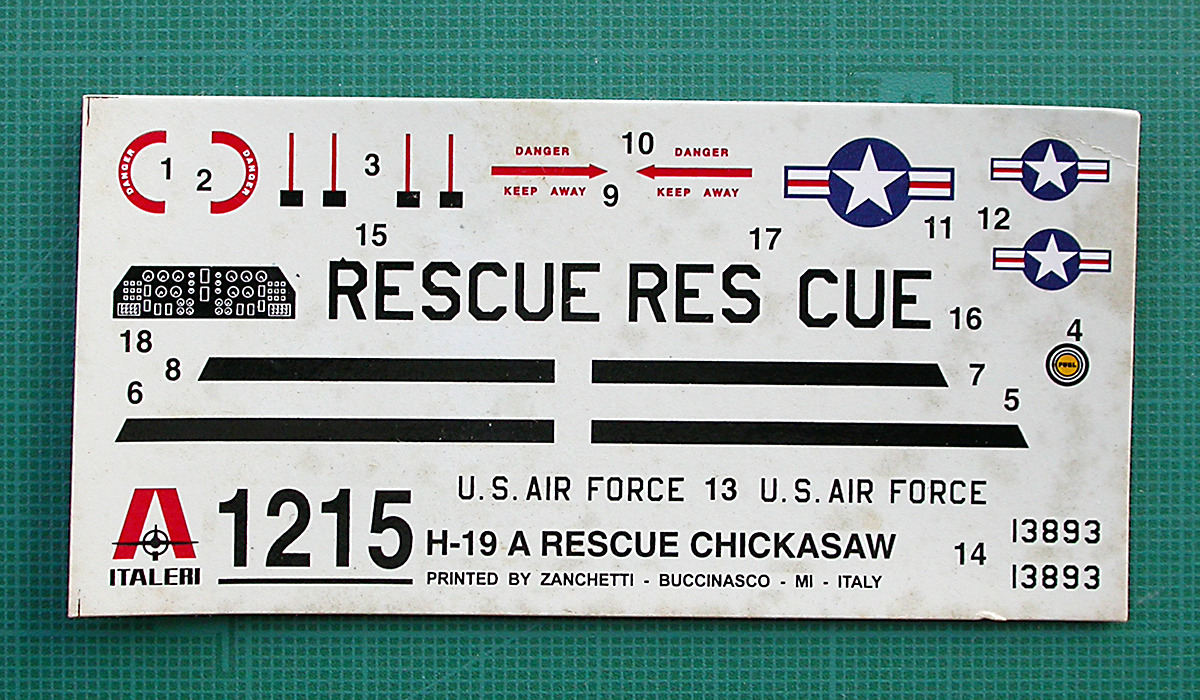 DANGER 1 2 DANGER 3
DANGER 10 DANGER
KEEP AWAY 9 KEEP AWAY
11 12
15 17
RESCUE RES CUE 16
18
4
FUEL
8 7
6 5
U.S. AIR FORCE 13 U.S. AIR FORCE
1215
H-19 A RESCUE CHICKASAW
14
13893
13893
ITALERI
PRINTED BY ZANCHETTI - BUCCINASCO - MI - ITALY